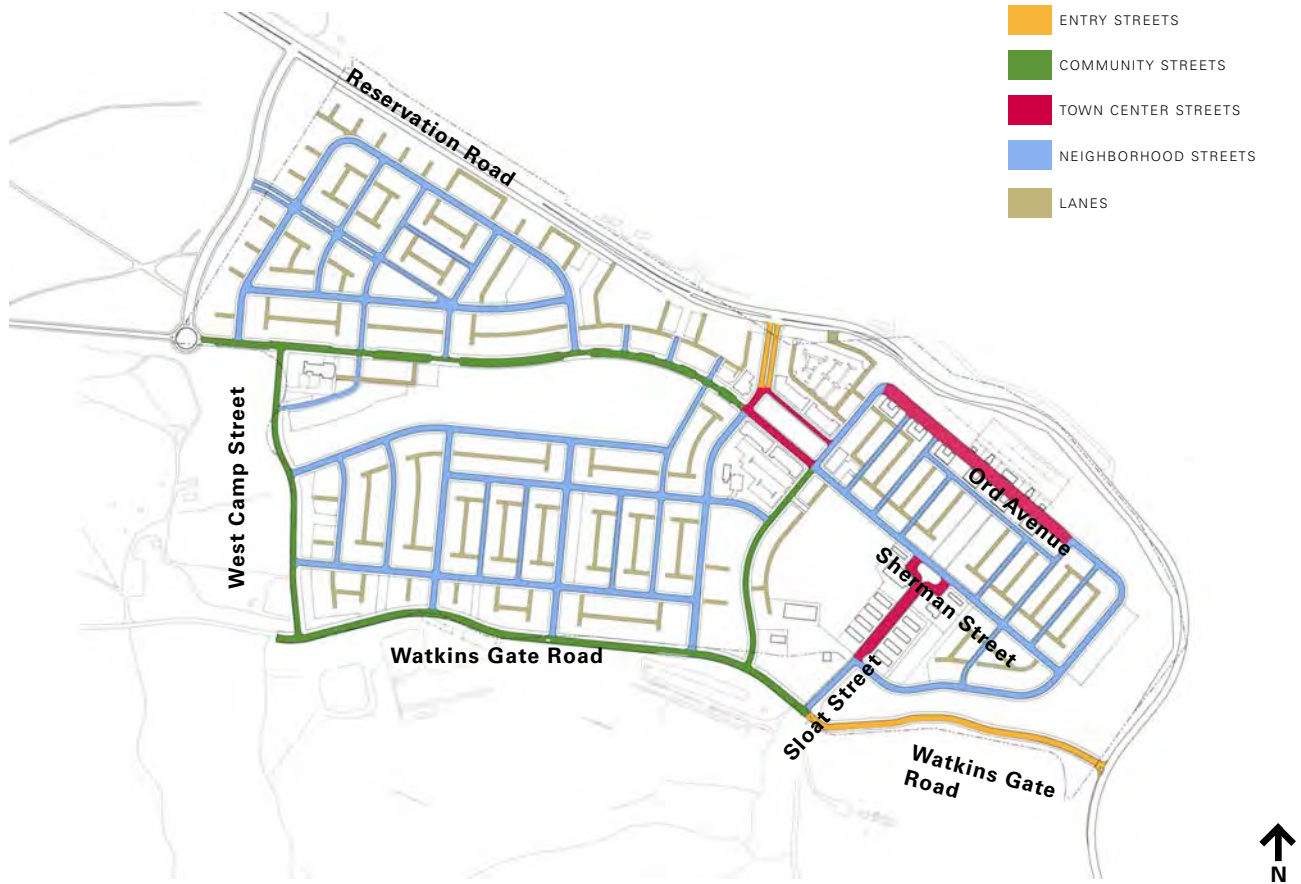 ENTRY STREETS
COMMUNITY STREETS
TOWN CENTER STREETS
NEIGHBORHOOD STREETS
LANES
Reservation Road
West Camp Street
Ord Avenue
Sherman Street
Watkins Gate Road
Sloat Street
Watkins Gate
Road
N